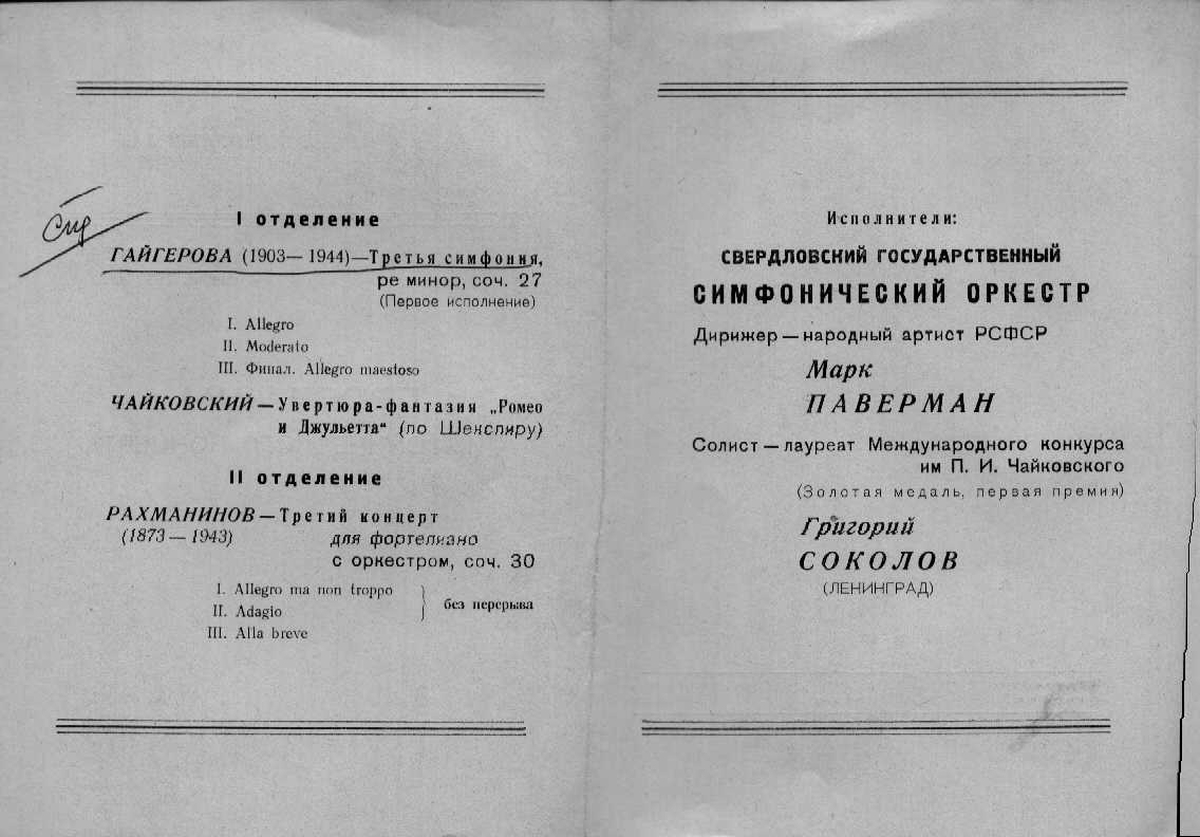 I отделение
ГАЙГЕРОВА (1903— 1944)—Третья симфония,
ре минор, соч. 27
(Первое исполнение)
I. Allegro
II. Moderato
III. Финал. Allegro maestoso
ЧАЙКОВСКИЙ — Увертюра-фантазия „Ромео
и Джульетта“ (по Шекспиру)
II отделение
РАХМАНИНОВ — Третий концерт
(1873 — 1943) для фортепиано
с оркестром, соч. 30
I. Allegro ma non troppo
II. Adagio
без перерыва
III. Alla breve
Исполнители:
СВЕРДЛОВСКИЙ ГОСУДАРСТВЕННЫЙ
СИМФОНИЧЕСКИЙ ОРКЕСТР
Дирижер — народный артист РСФСР
Марк
ПАВЕРМАН
Солист — лауреат Международного конкурса
им П. И. Чайковского
(Золотая медаль, первая премия)
Григорий
СОКОЛОВ
(ЛЕНИНГРАД)